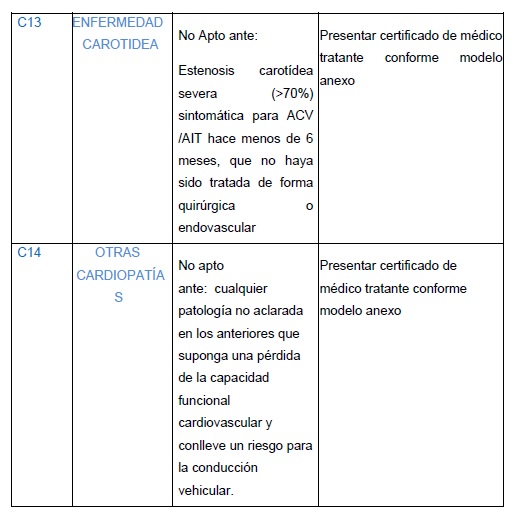 C13
ENFERMEDAD
CAROTIDEA
No Apto ante:
Estenosis carotídea
severa (>70%)
sintomática para ACV
/AIT hace menos de 6
meses, que no haya
sido tratada de forma
quirúrgica o
endovascular
Presentar certificado de médico
tratante conforme modelo
anexo
C14
OTRAS
CARDIOPATÍA
S
No apto
ante: cualquier
patología no aclarada
en los anteriores que
suponga una pérdida
de la capacidad
funcional
cardiovascular y
conlleve un riesgo para
la conducción
vehicular.
Presentar certificado de
médico tratante conforme
modelo anexo